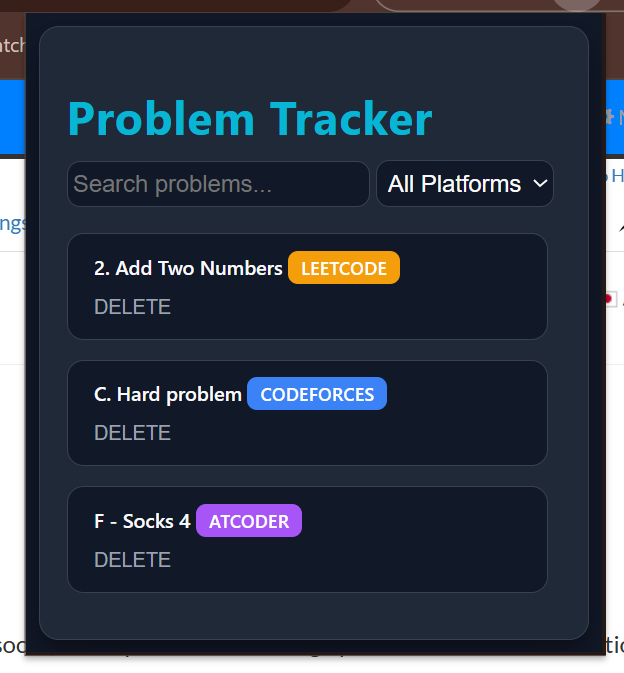 Problem Tracker
Search problems...
All Platforms
2. Add Two Numbers LEETCODE
DELETE
C. Hard problem CODEFORCES
DELETE
F - Socks 4 ATCODER
DELETE